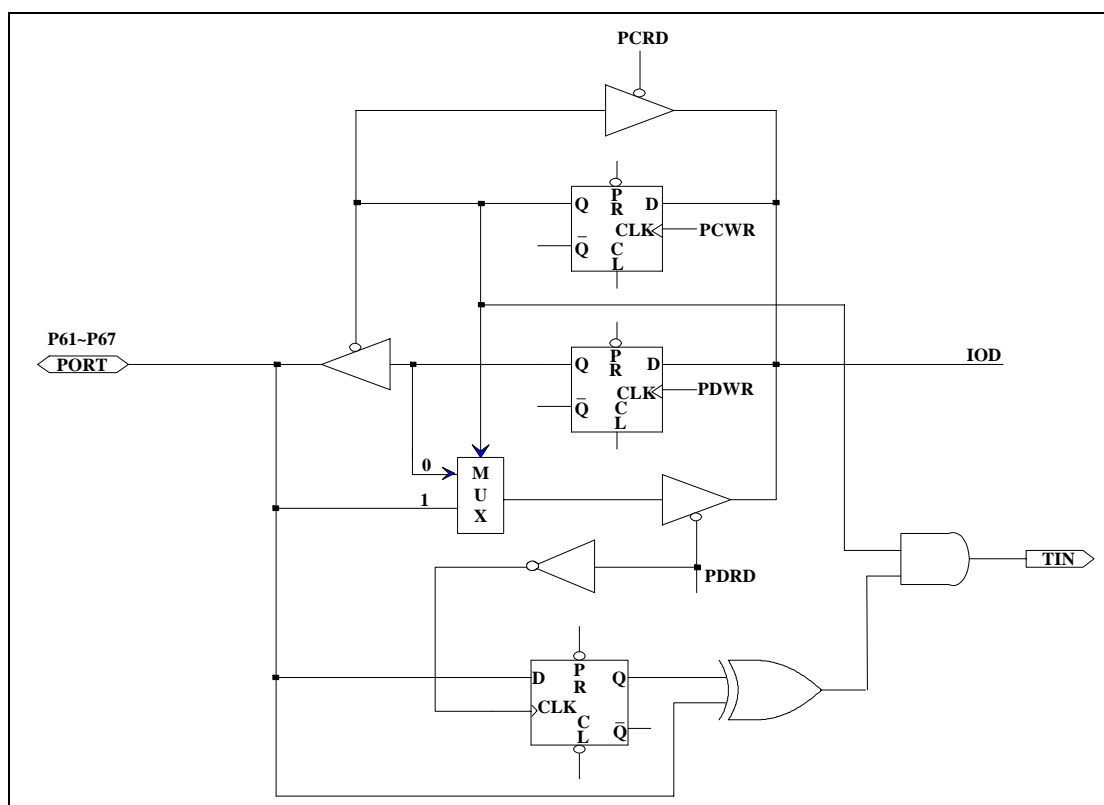 PCRD
P
R
Q
D
CLK
PCWR
Q̅
C
L
P61~P67
PORT
P
R
Q
D
IOD
CLK
PDWR
Q̅
C
L
0
M
U
X
1
PDRD
TIN
P
R
D
Q
CLK
C
L
Q̅